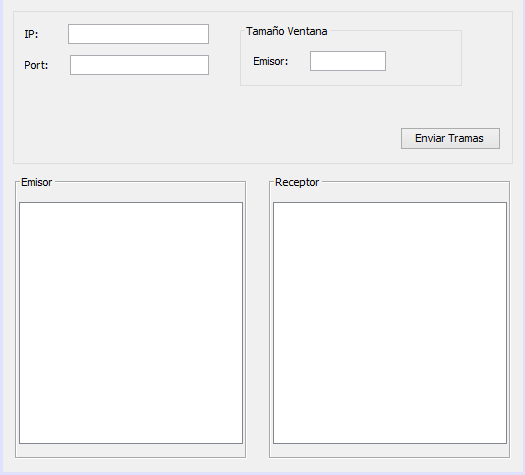 IP:
Port:
Tamaño Ventana
Emisor:
Enviar Tramas
Emisor
Receptor